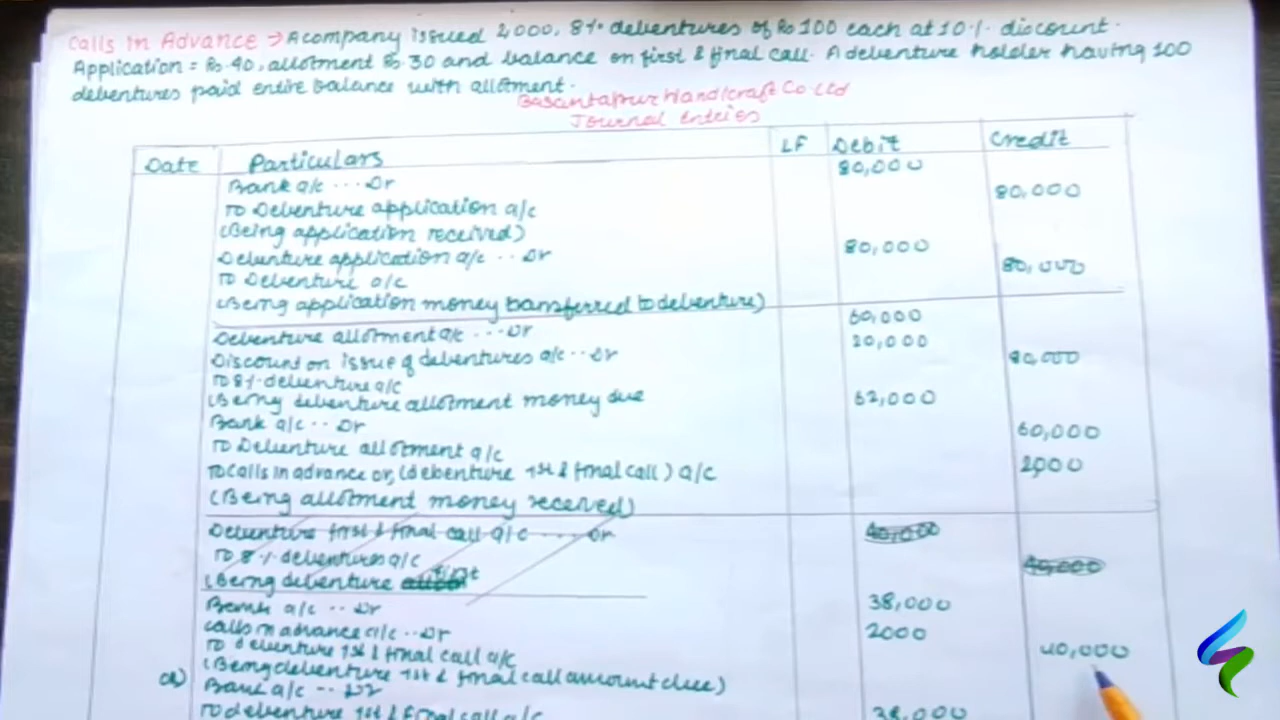 Calls In Advance → A company issued 2,000, 8% debentures of Rs 100 each at 10% discount.
Application = Rs. 40, allotment Rs. 30 and balance on first & final call. A debenture holder having 100
debentures paid entire balance with allotment.
Basantapur Handicraft Co. Ltd
Journal Entries
Date Particulars LF Debit Credit
Bank a/c ... Dr 80,000
To Debenture application a/c 80,000
(Being application received)
Debenture application a/c .. Dr 80,000
To Debenture a/c 80,000
(Being application money transferred to debenture)
Debenture allotment a/c ... Dr 60,000
Discount on issue of debentures a/c .. Dr 20,000
To 8% debenture a/c 80,000
(Being debenture allotment money due
Bank a/c .. Dr 62,000
To Debenture allotment a/c 60,000
To calls in advance or, (debenture 1st & final call) a/c 2000
(Being allotment money received)
Debenture first & final call a/c .... Dr 40,000
To 8% debentures a/c 40,000
(Being debenture first
Bank a/c .. Dr 38,000
calls in advance a/c .. Dr 2000
To debenture 1st & final call a/c 40,000
(Being debenture 1st & final call amount due)
OR) Bank a/c .. Dr
To debenture 1st & final call a/c 38,000